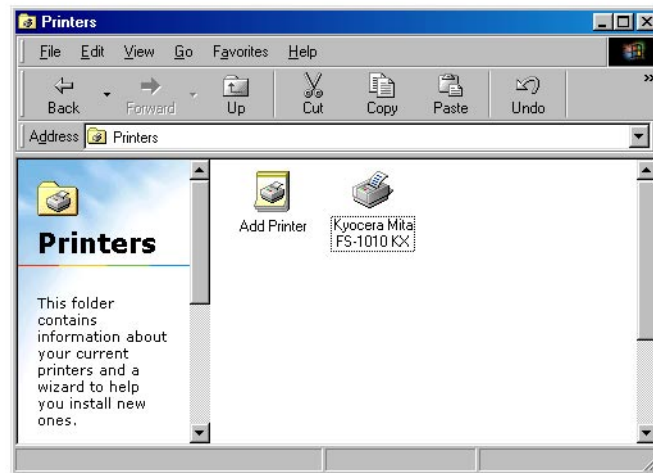 Printers
File Edit View Go Favorites Help
Back Forward Up Cut Copy Paste Undo »
Address Printers
Printers
This folder
contains
information about
your current
printers and a
wizard to help
you install new
ones.
Add Printer
Kyocera Mita
FS-1010 KX